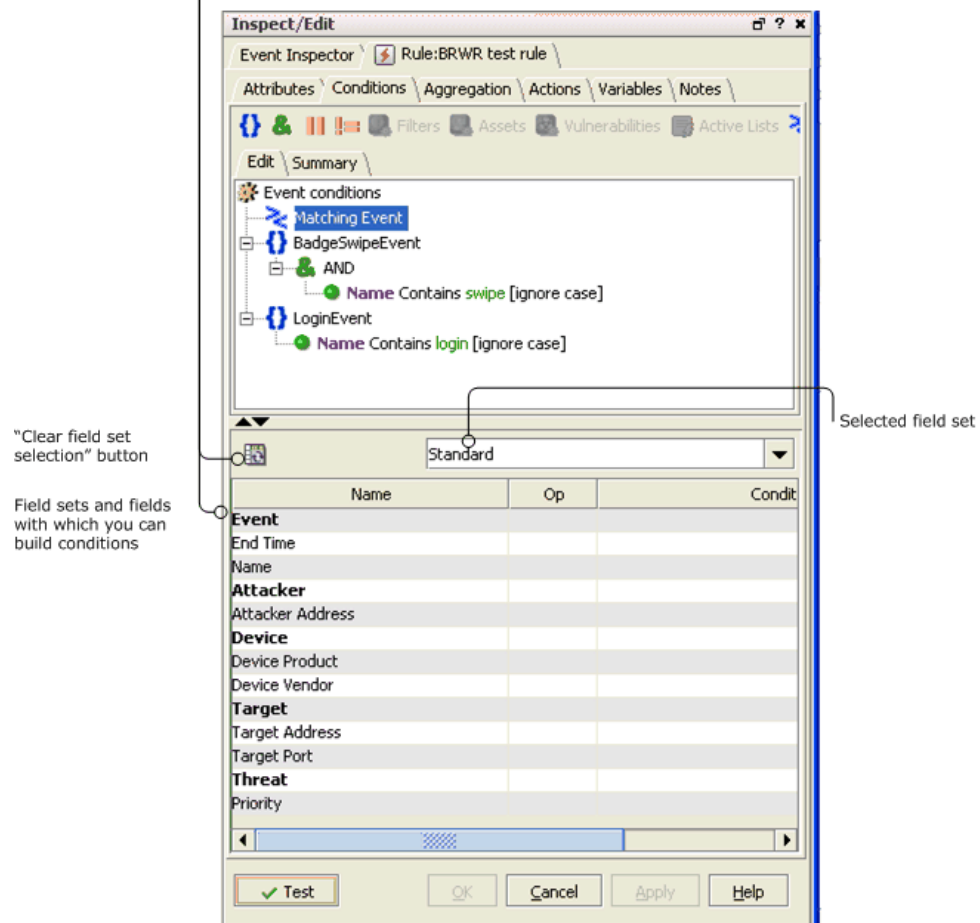 Inspect/Edit
Event Inspector Rule:BRWR test rule
Attributes Conditions Aggregation Actions Variables Notes
Filters Assets Vulnerabilities Active Lists
Edit Summary
Event conditions
Matching Event
BadgeSwipeEvent
AND
Name Contains swipe [ignore case]
LoginEvent
Name Contains login [ignore case]
Selected field set
"Clear field set
selection" button
Standard
Field sets and fields
with which you can
build conditions
Name Op Condit
Event
End Time
Name
Attacker
Attacker Address
Device
Device Product
Device Vendor
Target
Target Address
Target Port
Threat
Priority
Test OK Cancel Apply Help